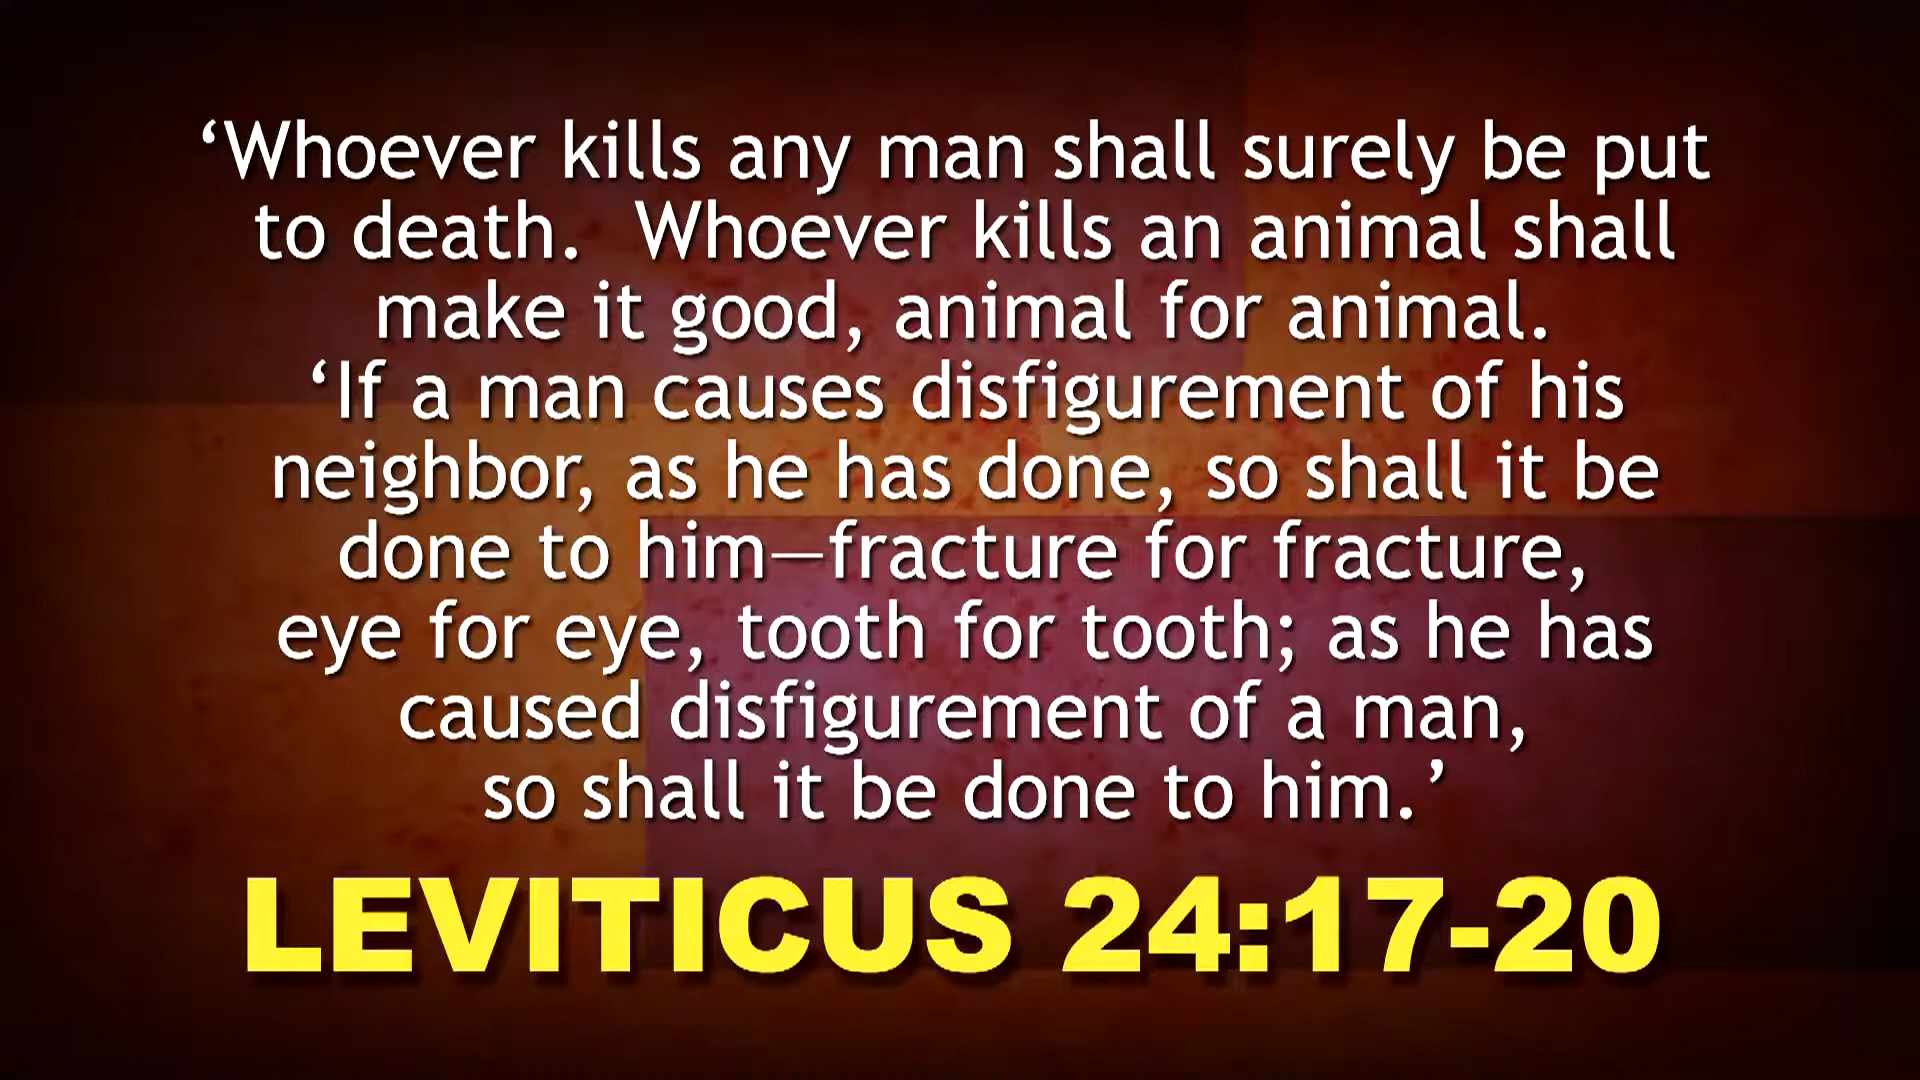 ‘Whoever kills any man shall surely be put
to death.  Whoever kills an animal shall
make it good, animal for animal.
‘If a man causes disfigurement of his
neighbor, as he has done, so shall it be
done to him—fracture for fracture,
eye for eye, tooth for tooth; as he has
caused disfigurement of a man,
so shall it be done to him.’
LEVITICUS 24:17-20